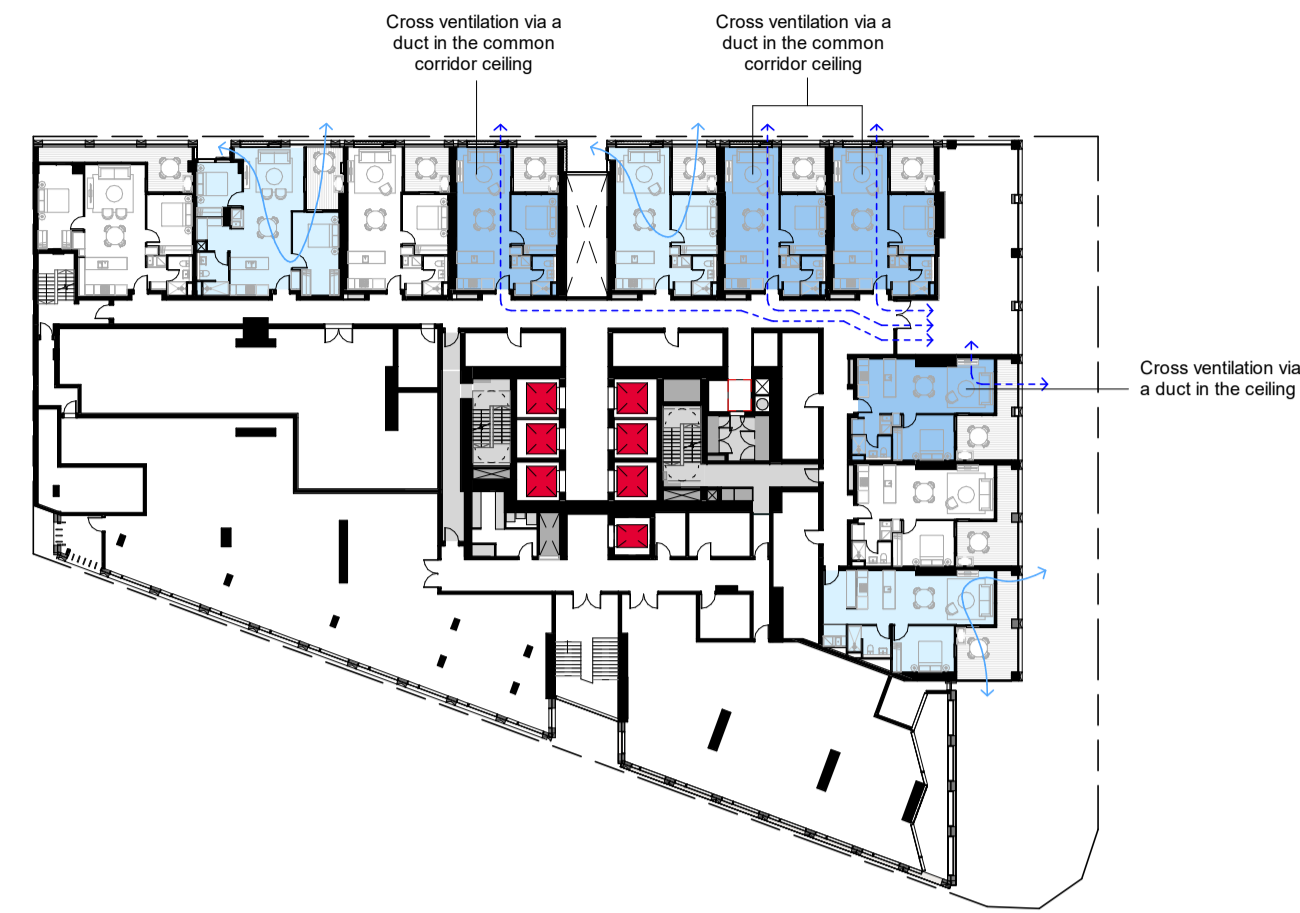 Cross ventilation via a
duct in the common
corridor ceiling
Cross ventilation via a
duct in the common
corridor ceiling
Cross ventilation via
a duct in the ceiling